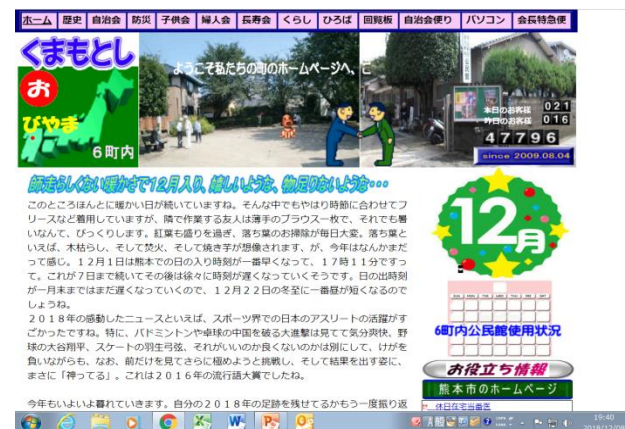 ホーム 歴史 自治会 防災 子供会 婦人会 長寿会 くらし ひろば 回覧板 自治会便り パソコン 会長特急便
くまもとし
お
びやま
6町内
ようこそ私たちの町のホームページへ、こ
本日のお客様 021
昨日のお客様 016
47796
since 2009.08.04
師走らしくない暖かさで12月入り、嬉しいような、物足りないような・・・
このところほんとに暖かい日が続いていますね。そんな中でもやはり時節に合わせてフ
リースなど着用していますが、隣で作業する友人は薄手のブラウス一枚で、それでも暑
いなんて、びっくりします。紅葉も盛りを過ぎ、落ち葉のお掃除が毎日大変。落ち葉と
いえば、木枯らし、そして焚火、そして焼き芋が想像されます、が、今年はなんかまだ
って感じ。12月1日は熊本での日の入り時刻が一番早くなって、17時11分ですっ
て。これが7日まで続いてその後は徐々に時刻が遅くなっていくそうです。日の出時刻
が一月末まではまだ遅くなっていくので、12月22日の冬至に一番昼が短くなるので
しょうね。
2018年の感動したニュースといえば、スポーツ界での日本のアスリートの活躍がす
ごかったですね。特に、バドミントンや卓球の中国を破る大進撃は見てて気分爽快、野
球の大谷翔平、スケートの羽生弓弦、それがいいのか良くないのかは別にして、けがを
負いながらも、なお、前だけを見てさらに極めようと挑戦し、そして結果を出す姿に、
まさに「神ってる」。これは2016年の流行語大賞でしたね。
今年もいよいよ暮れていきます。自分の2018年の足跡を残せてるかもう一度振り返
12月
SUN MON TUE WED THU FRI SAT
6町内公民館使用状況
お役立ち情報
熊本市のホームページ
休日在宅当番医
19:40
2018/12/08